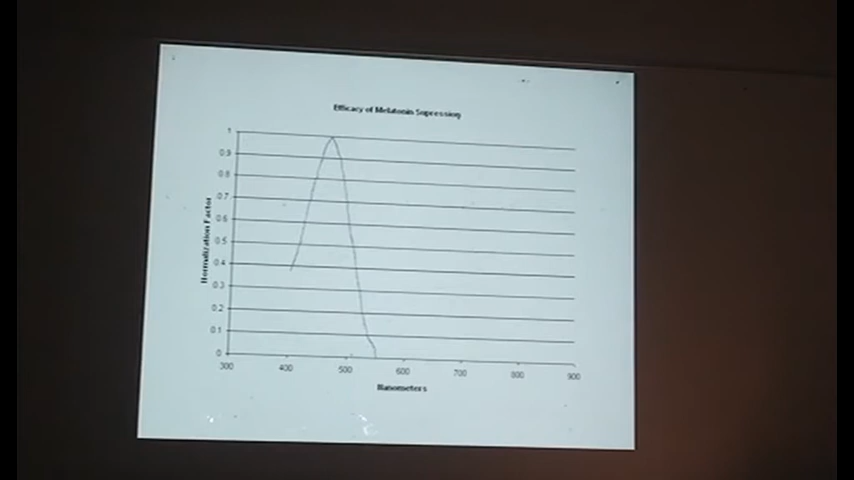 Efficacy of Melatonin Supression
1
0.9
0.8
0.7
0.6
0.5
0.4
0.3
0.2
0.1
0
Normalization Factor
300 400 500 600 700 800 900
Nanometers